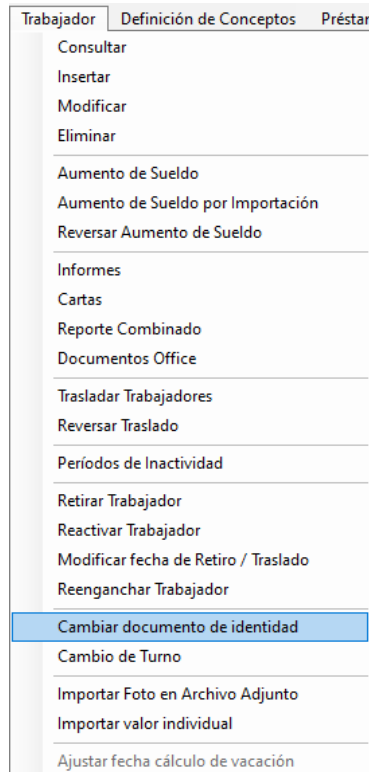 Trabajador Definición de Conceptos
Consultar
Insertar
Modificar
Eliminar
Aumento de Sueldo
Aumento de Sueldo por Importación
Reversar Aumento de Sueldo
Informes
Cartas
Reporte Combinado
Documentos Office
Trasladar Trabajadores
Reversar Traslado
Períodos de Inactividad
Retirar Trabajador
Reactivar Trabajador
Modificar fecha de Retiro / Traslado
Reenganchar Trabajador
Cambiar documento de identidad
Cambio de Turno
Importar Foto en Archivo Adjunto
Importar valor individual
Ajustar fecha cálculo de vacación